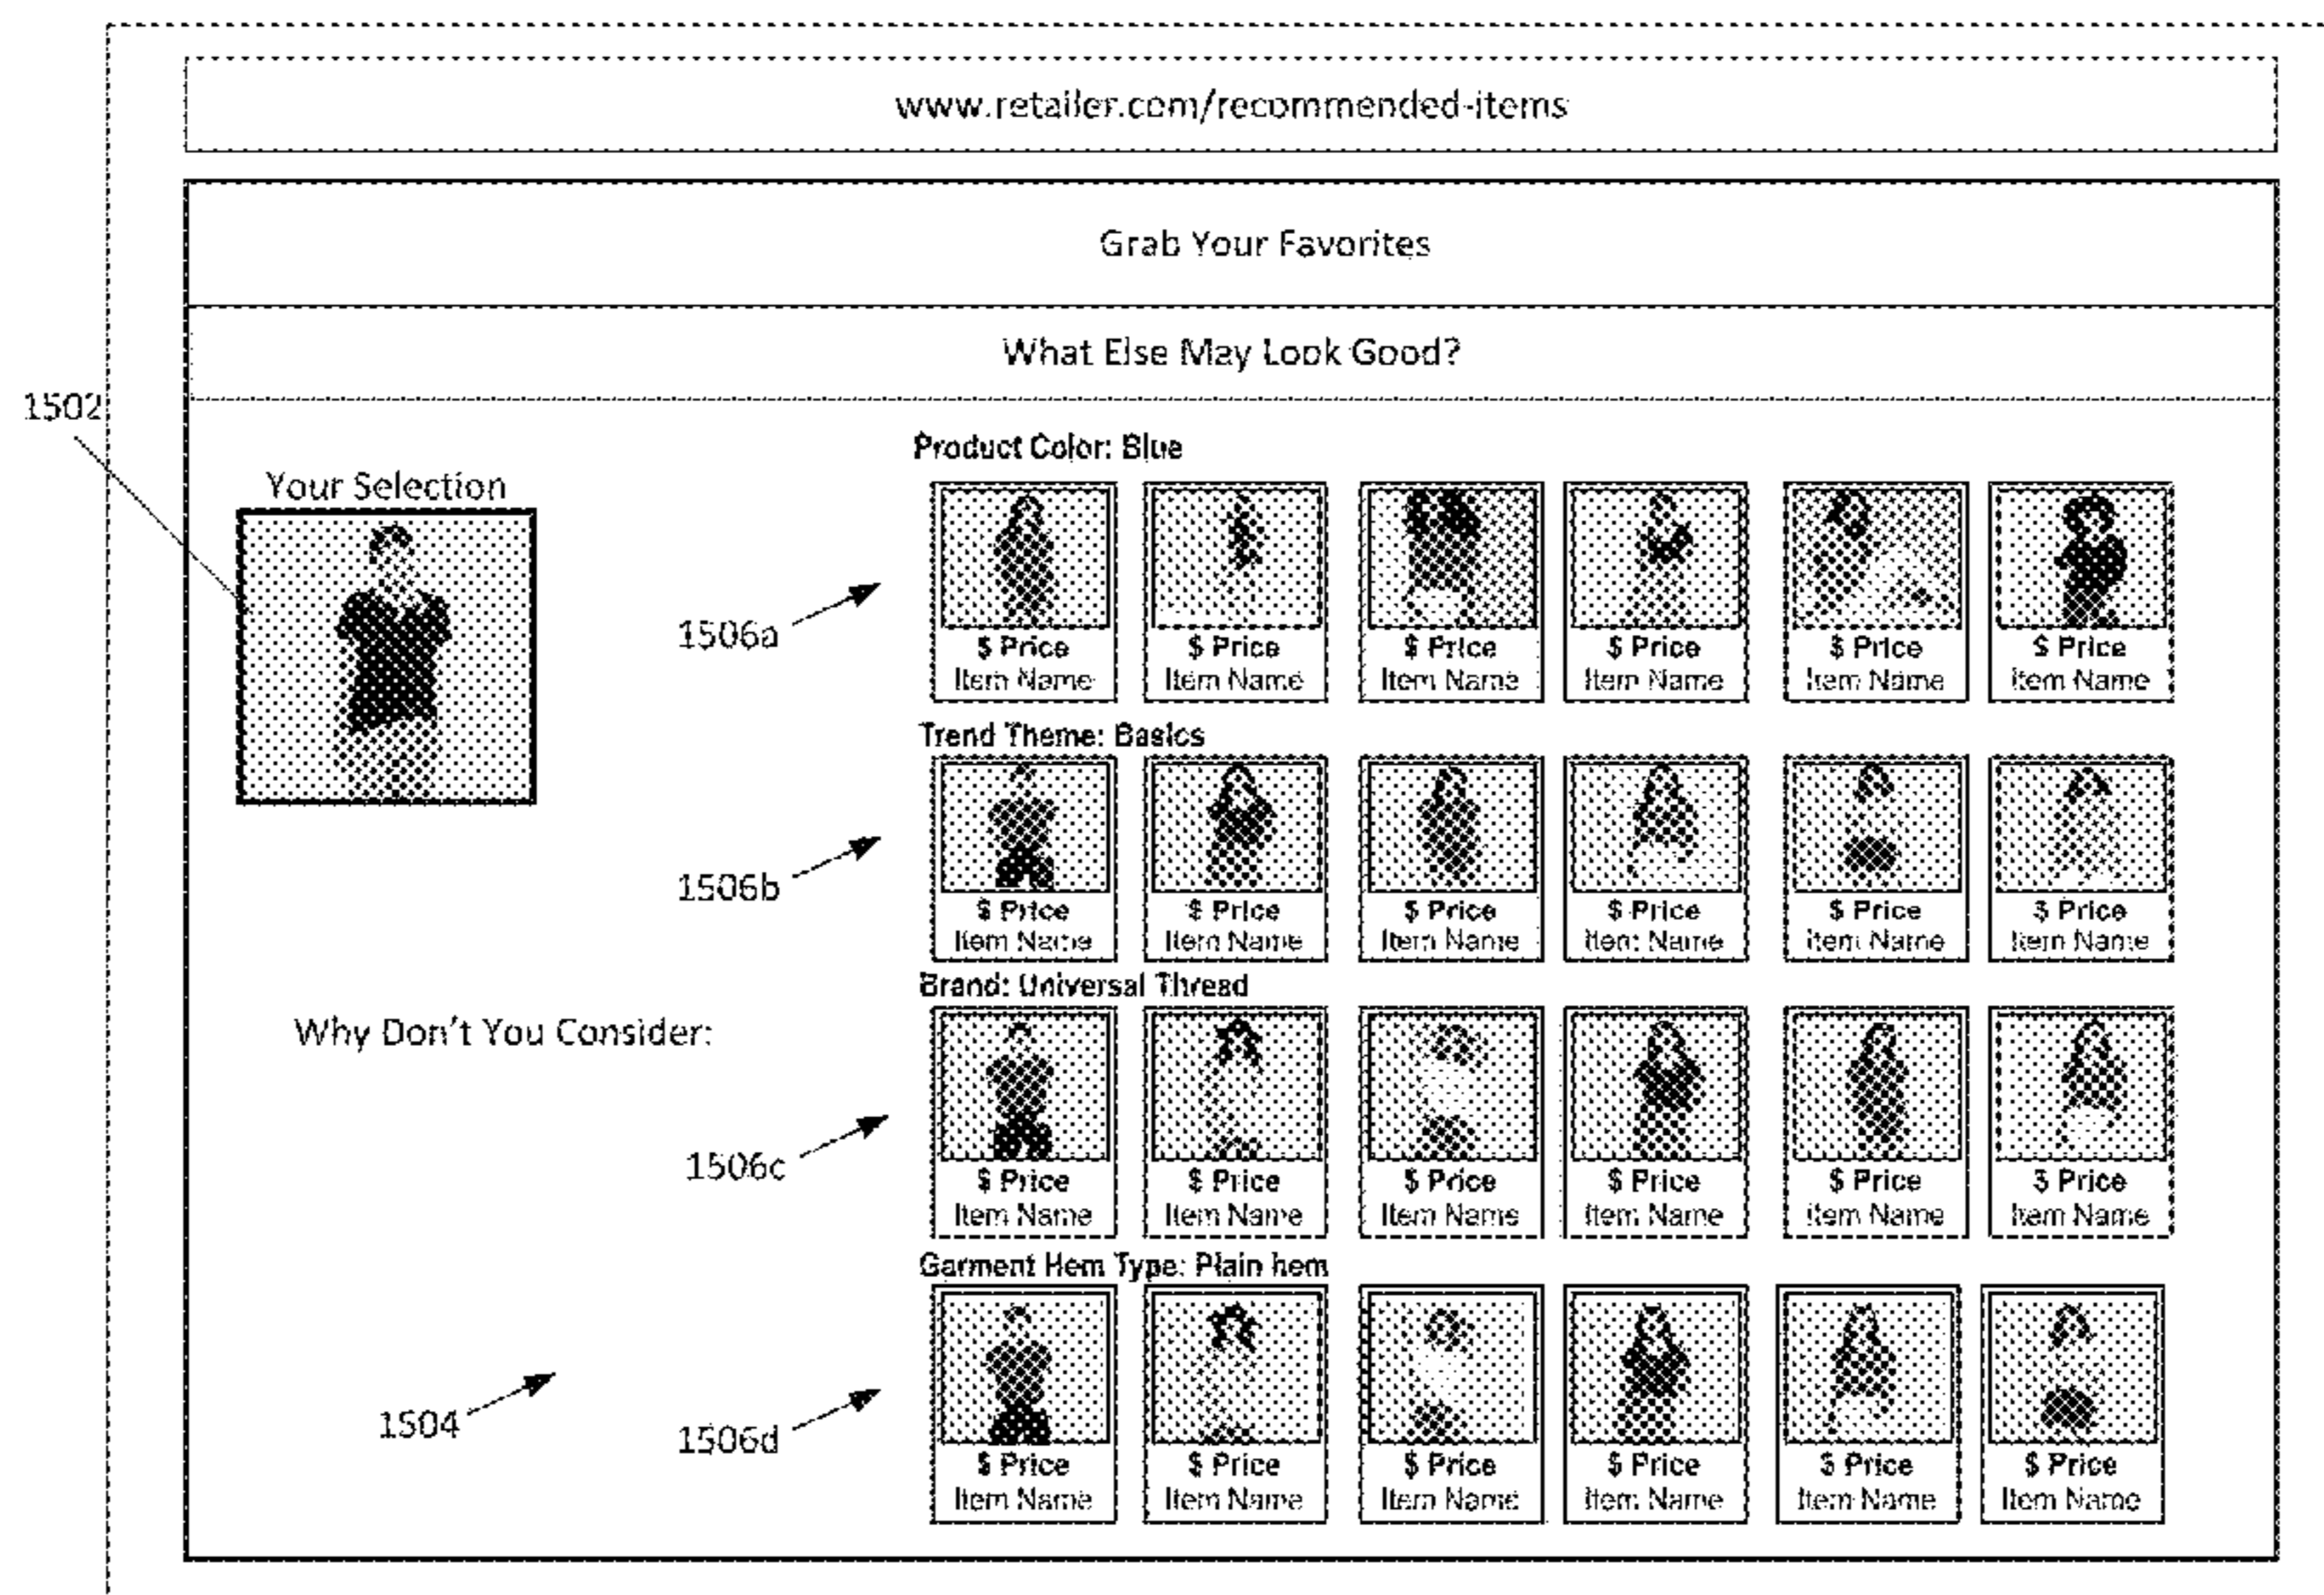 www.retailer.com/recommended-items
Grab Your Favorites
What Else May Look Good?
1502
Your Selection
Product Color: Blue
1506a
$ Price $ Price $ Price $ Price $ Price $ Price
Item Name Item Name Item Name Item Name Item Name Item Name
Trend Theme: Basics
1506b
$ Price $ Price $ Price $ Price $ Price $ Price
Item Name Item Name Item Name Item Name Item Name Item Name
Brand: Universal Thread
Why Don't You Consider:
1506c
$ Price $ Price $ Price $ Price $ Price $ Price
Item Name Item Name Item Name Item Name Item Name Item Name
Garment Hem Type: Plain hem
1504
1506d
$ Price $ Price $ Price $ Price $ Price $ Price
Item Name Item Name Item Name Item Name Item Name Item Name